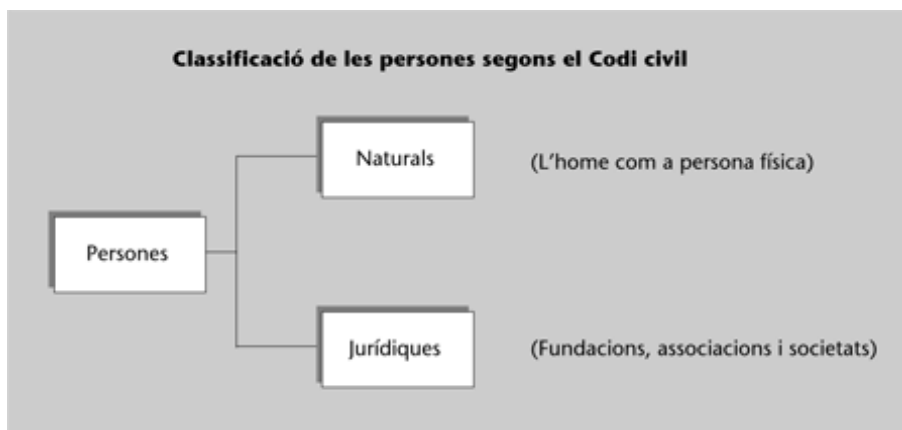 Classificació de les persones segons el Codi civil
Naturals
(L'home com a persona física)
Persones
Jurídiques
(Fundacions, associacions i societats)